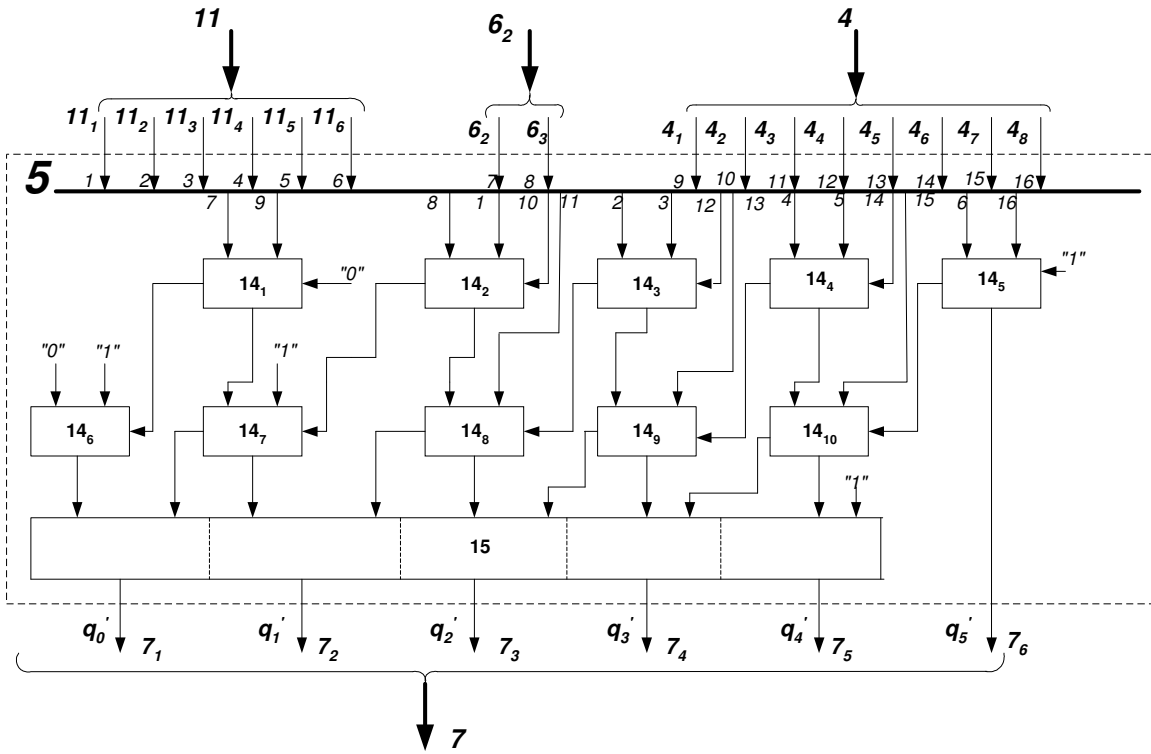 11 6₂ 4
11₁ 11₂ 11₃ 11₄ 11₅ 11₆ 6₂ 6₃ 4₁ 4₂ 4₃ 4₄ 4₅ 4₆ 4₇ 4₈
5 1 2 3 4 5 6 7 8 9 10 11 12 13 14 15 16
7 9 8 1 10 11 2 3 12 13 4 5 14 15 6 16
14₁ "0" 14₂ 14₃ 14₄ 14₅ "1"
"0" "1" "1"
14₆ 14₇ 14₈ 14₉ 14₁₀
"1"
15
q₀' 7₁ q₁' 7₂ q₂' 7₃ q₃' 7₄ q₄' 7₅ q₅' 7₆
7